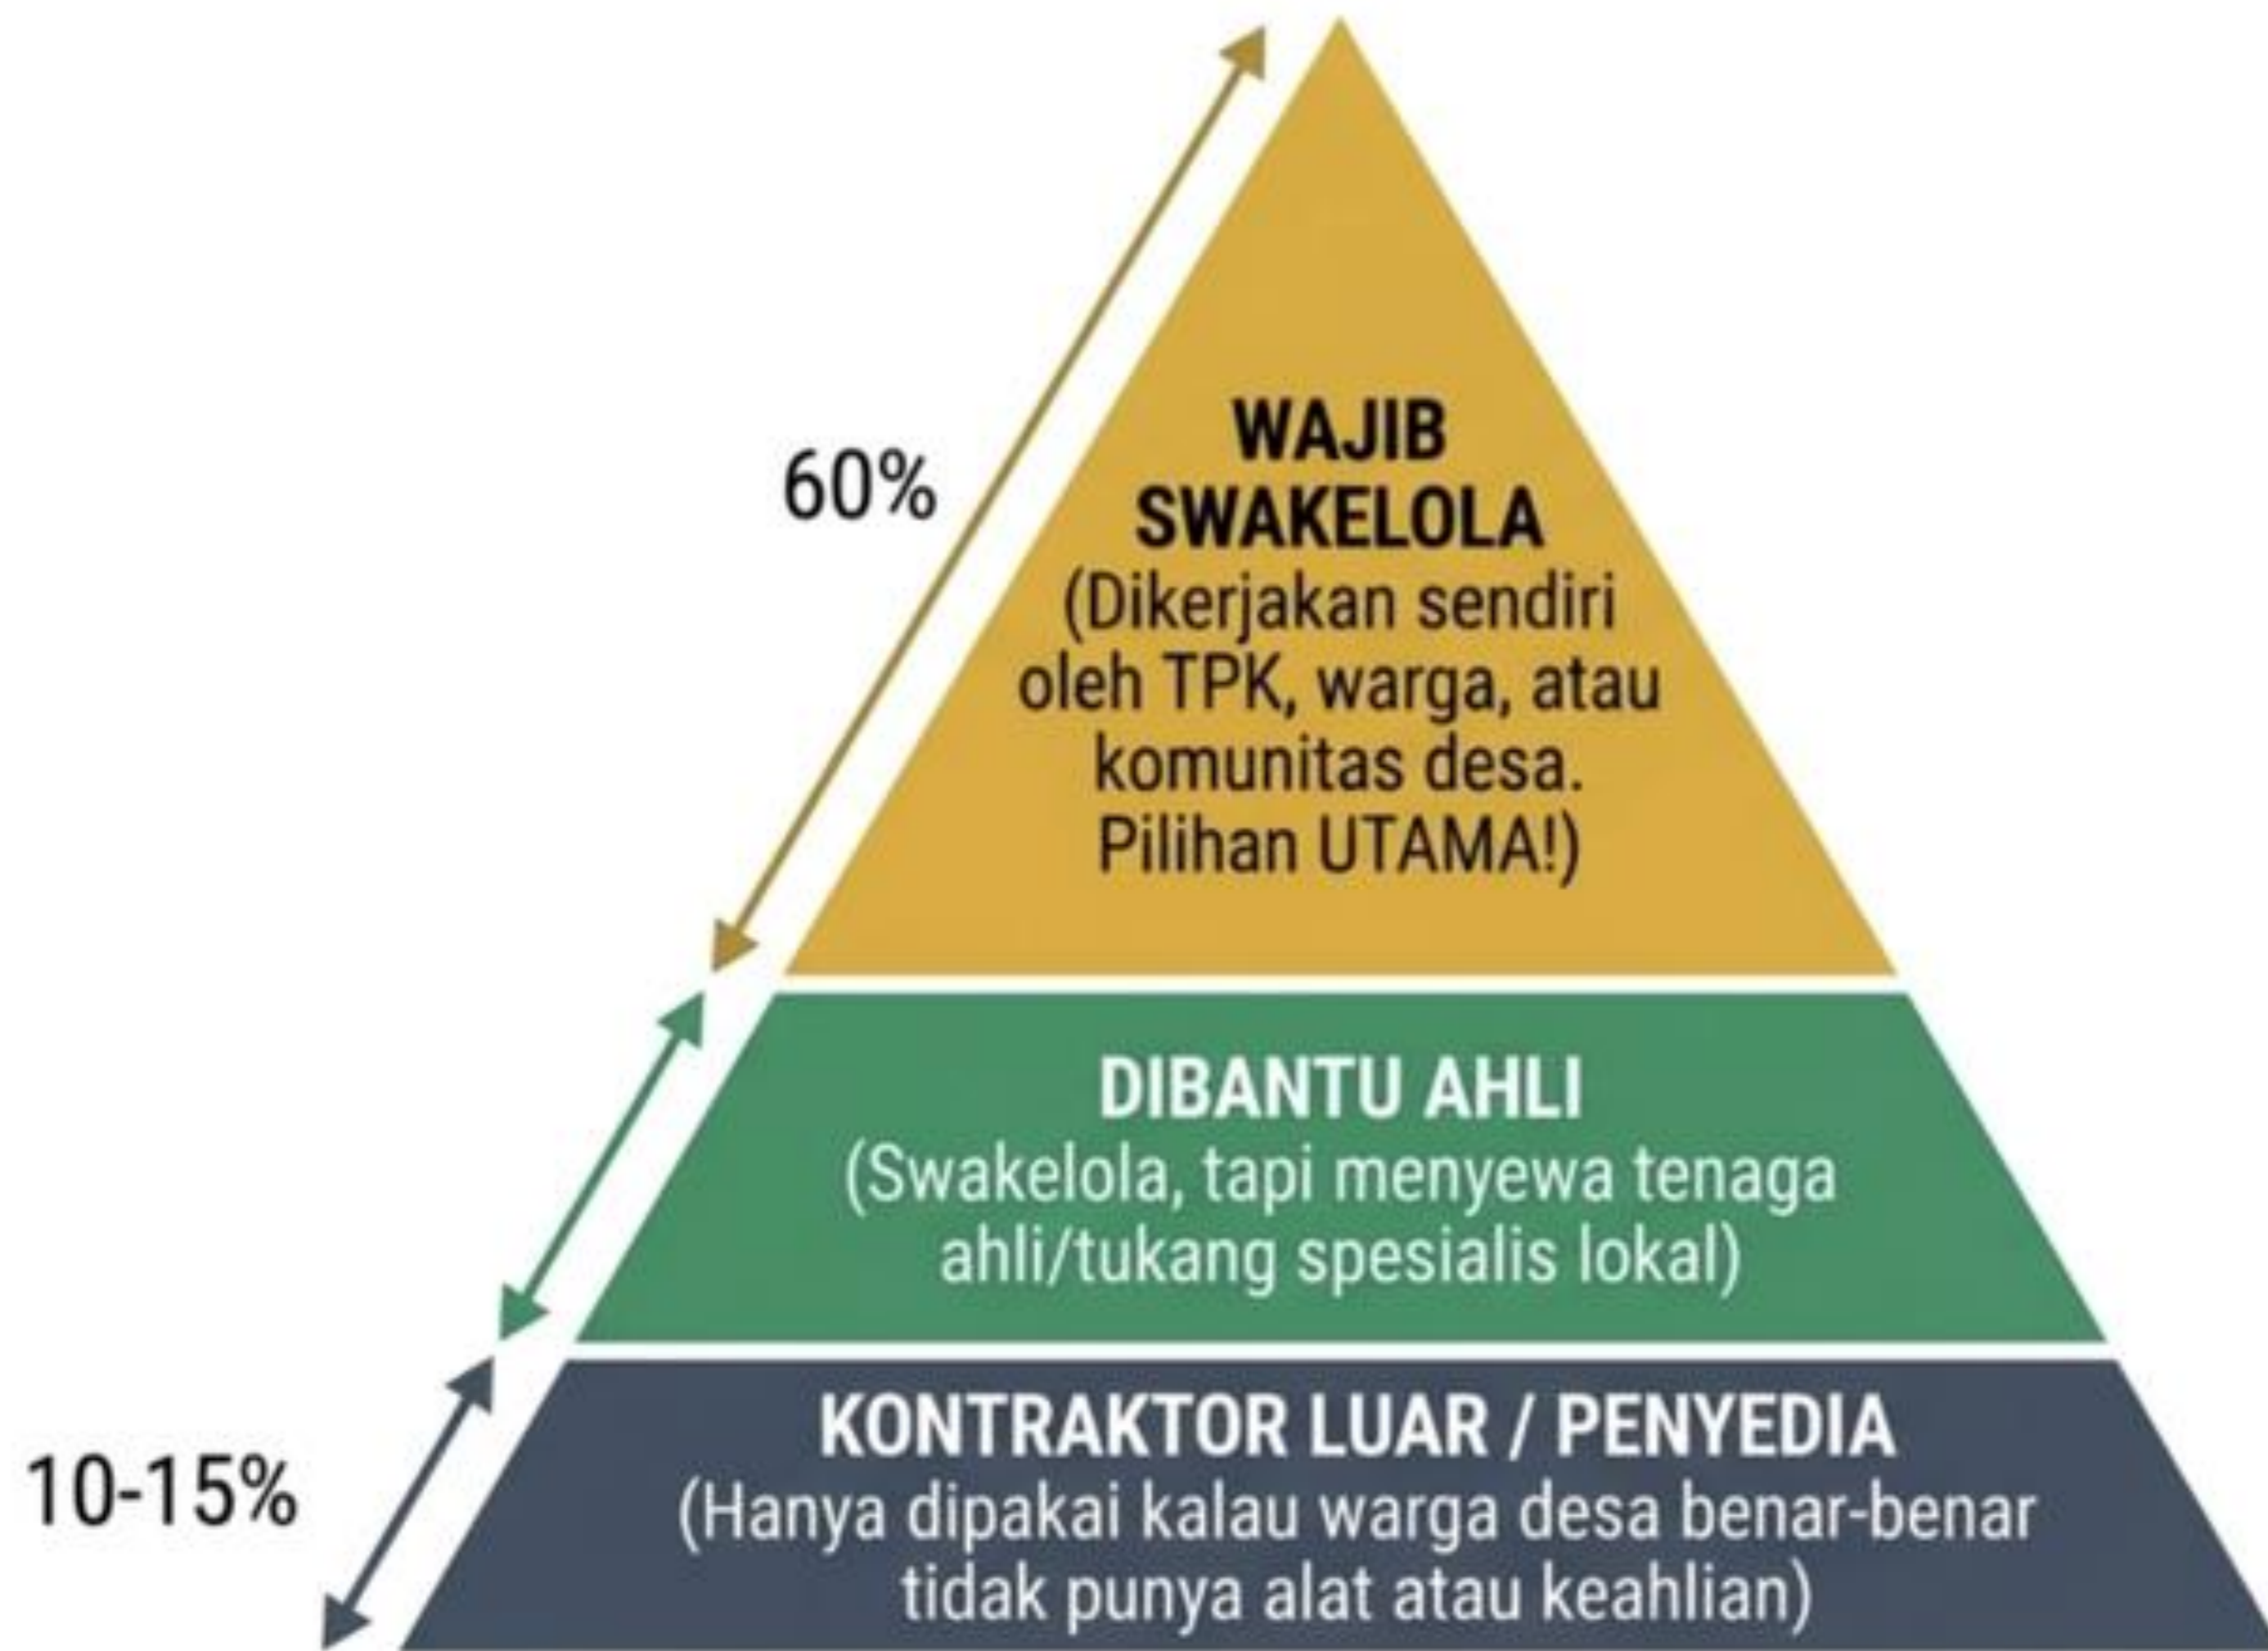 60%
WAJIB
SWAKELOLA
(Dikerjakan sendiri
oleh TPK, warga, atau
komunitas desa.
Pilihan UTAMA!)
DIBANTU AHLI
(Swakelola, tapi menyewa tenaga
ahli/tukang spesialis lokal)
10-15%
KONTRAKTOR LUAR / PENYEDIA
(Hanya dipakai kalau warga desa benar-benar
tidak punya alat atau keahlian)